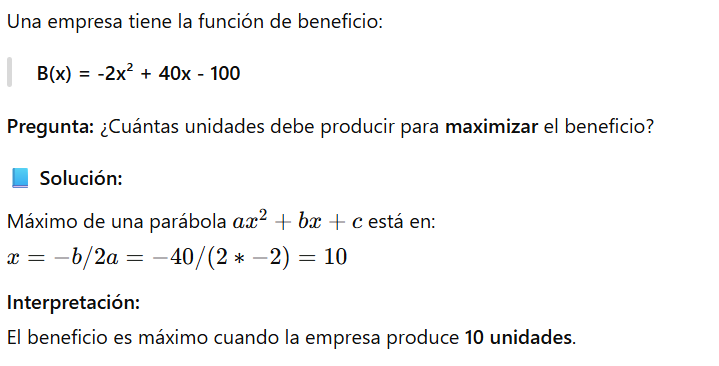 Una empresa tiene la función de beneficio:
B(x) = -2x² + 40x - 100
Pregunta: ¿Cuántas unidades debe producir para maximizar el beneficio?
Solución:
Máximo de una parábola ax² + bx + c está en:
x = −b/2a = −40/(2 ∗ −2) = 10
Interpretación:
El beneficio es máximo cuando la empresa produce 10 unidades.